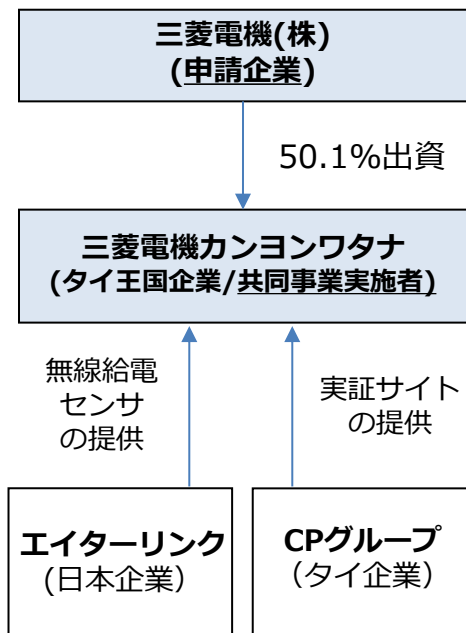 三菱電機(株)
(申請企業)
50.1%出資
三菱電機カンヨンワタナ
(タイ王国企業/共同事業実施者)
無線給電
センサ
の提供
実証サイト
の提供
エイターリンク
(日本企業）
CPグループ
（タイ企業）